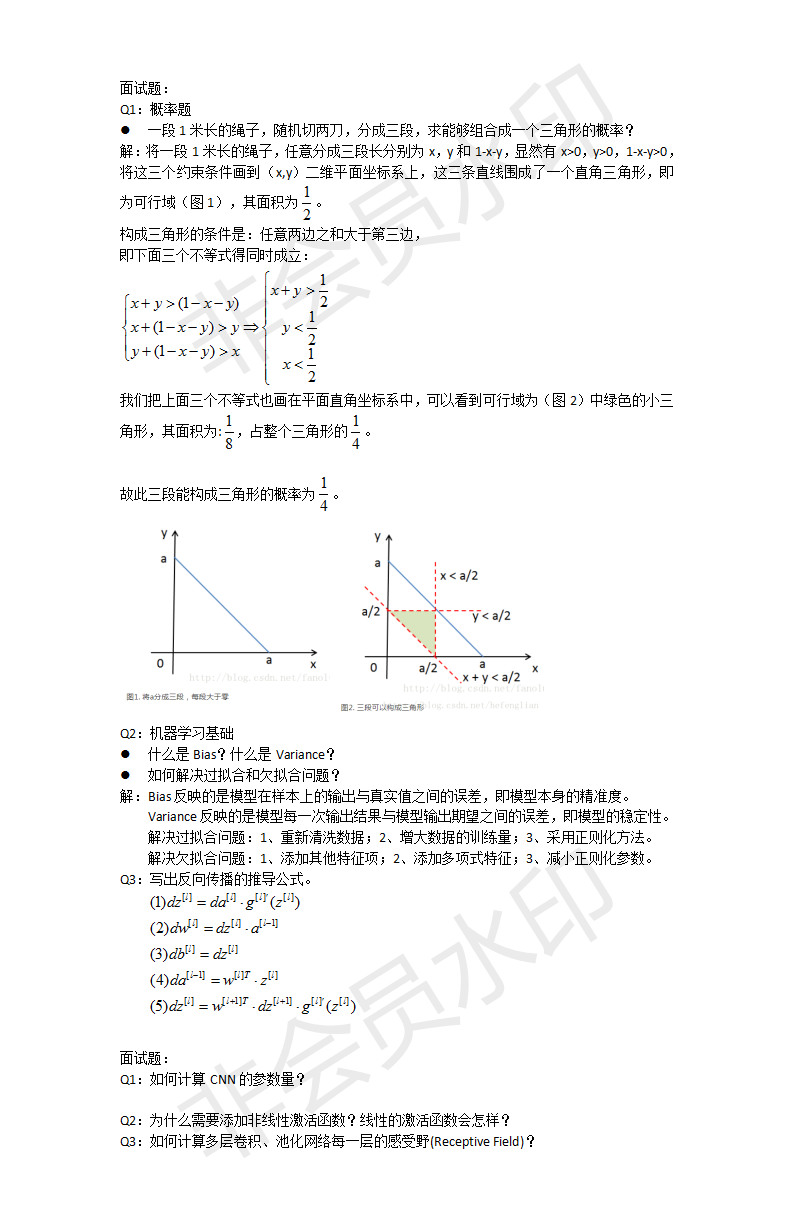 面试题：
Q1：概率题
● 一段 1 米长的绳子，随机切两刀，分成三段，求能够组合成一个三角形的概率？
解：将一段 1 米长的绳子，任意分成三段长分别为 x，y 和 1-x-y，显然有 x>0，y>0，1-x-y>0，
将这三个约束条件画到（x,y）二维平面坐标系上，这三条直线围成了一个直角三角形，即
为可行域（图 1），其面积为 1/2 。
构成三角形的条件是：任意两边之和大于第三边，
即下面三个不等式得同时成立：
{ x+y>(1−x−y) ⇒ { x+y>1/2
x+(1−x−y)>y y<1/2
y+(1−x−y)>x x<1/2
我们把上面三个不等式也画在平面直角坐标系中，可以看到可行域为（图 2）中绿色的小三
角形，其面积为: 1/8 ，占整个三角形的 1/4 。
故此三段能构成三角形的概率为 1/4 。
y
a
0
a
x
http://blog.csdn.net/fanol
图1. 将a分成三段，每段大于零
y
a
x < a/2
a/2
y < a/2
0
a/2
a
x
x + y < a/2
http://blog.csdn.net/fanol
图2. 三段可以构成三角形
blog.csdn.net/hefenglian
Q2：机器学习基础
● 什么是 Bias？什么是 Variance？
● 如何解决过拟合和欠拟合问题？
解：Bias 反映的是模型在样本上的输出与真实值之间的误差，即模型本身的精准度。
Variance 反映的是模型每一次输出结果与模型输出期望之间的误差，即模型的稳定性。
解决过拟合问题：1、重新清洗数据；2、增大数据的训练量；3、采用正则化方法。
解决欠拟合问题：1、添加其他特征项；2、添加多项式特征；3、减小正则化参数。
Q3：写出反向传播的推导公式。
(1)dz^[i] = da^[i] · g^[i]'(z^[i])
(2)dw^[i] = dz^[i] · a^[i−1]
(3)db^[i] = dz^[i]
(4)da^[i−1] = w^[i]T · z^[i]
(5)dz^[i] = w^[i+1]T · dz^[i+1] · g^[i]'(z^[i])
面试题：
Q1：如何计算 CNN 的参数量？
Q2：为什么需要添加非线性激活函数？线性的激活函数会怎样？
Q3：如何计算多层卷积、池化网络每一层的感受野(Receptive Field)？
非会员水印
非会员水印